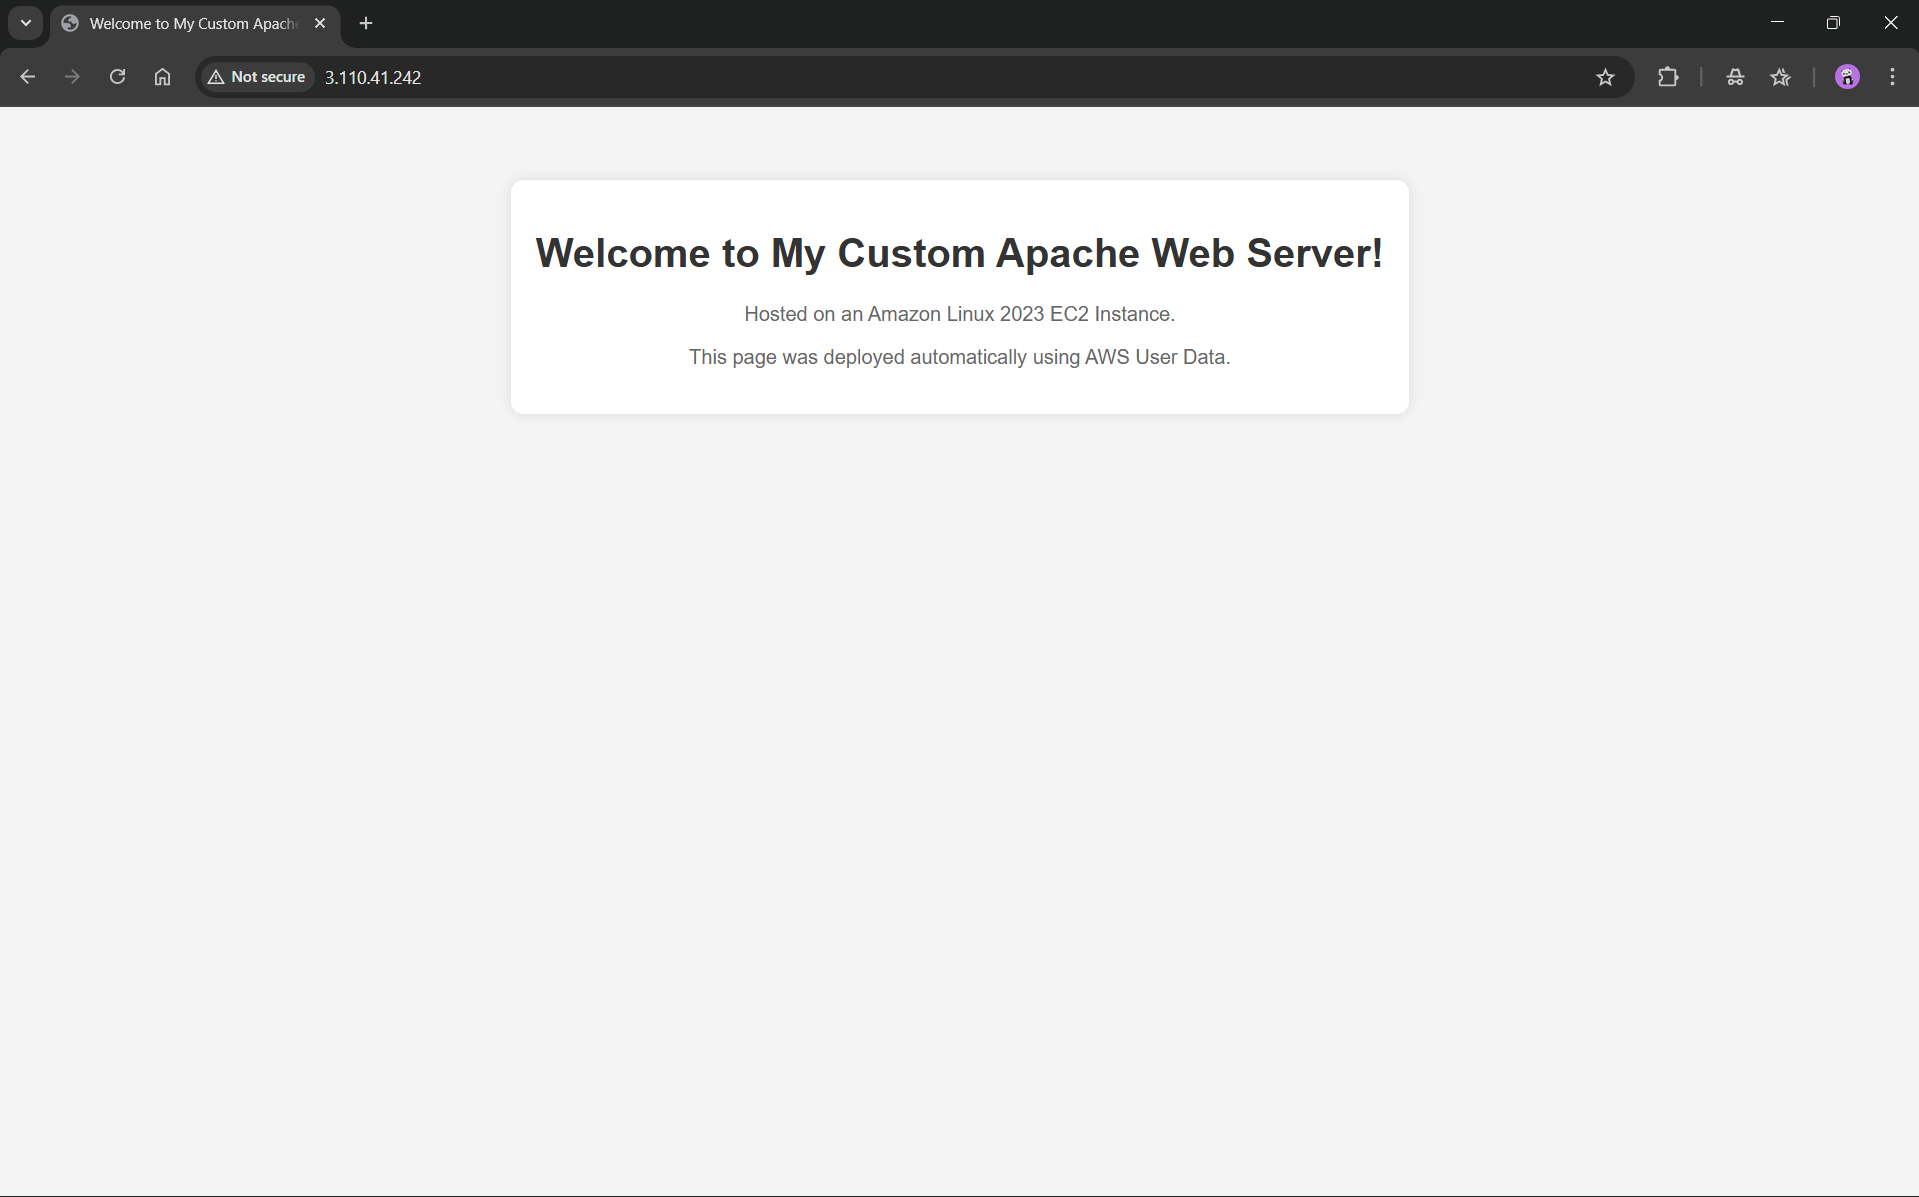 Welcome to My Custom Apach
Not secure
3.110.41.242
Welcome to My Custom Apache Web Server!
Hosted on an Amazon Linux 2023 EC2 Instance.
This page was deployed automatically using AWS User Data.